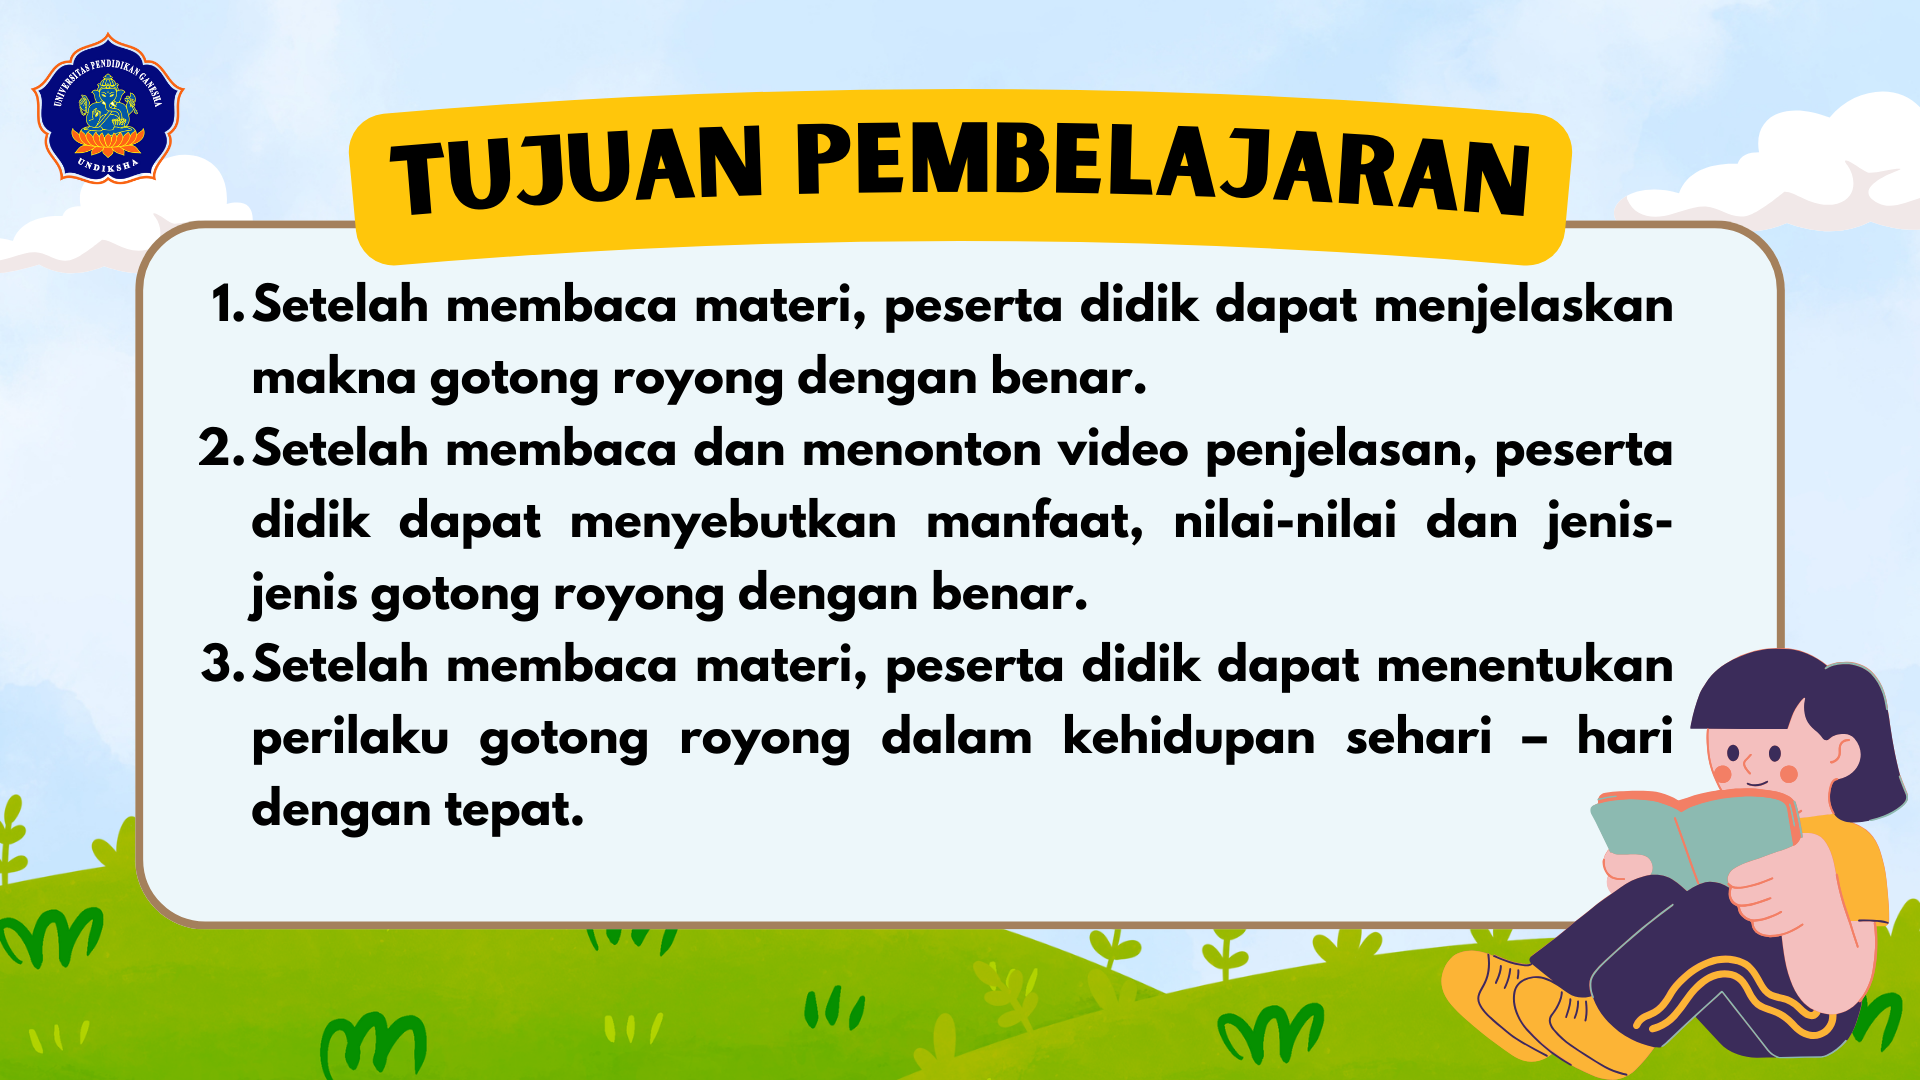 UNIVERSITAS PENDIDIKAN GANESHA
UNDIKSHA
TUJUAN PEMBELAJARAN
1. Setelah membaca materi, peserta didik dapat menjelaskan
makna gotong royong dengan benar.
2. Setelah membaca dan menonton video penjelasan, peserta
didik dapat menyebutkan manfaat, nilai-nilai dan jenis-
jenis gotong royong dengan benar.
3. Setelah membaca materi, peserta didik dapat menentukan
perilaku gotong royong dalam kehidupan sehari – hari
dengan tepat.